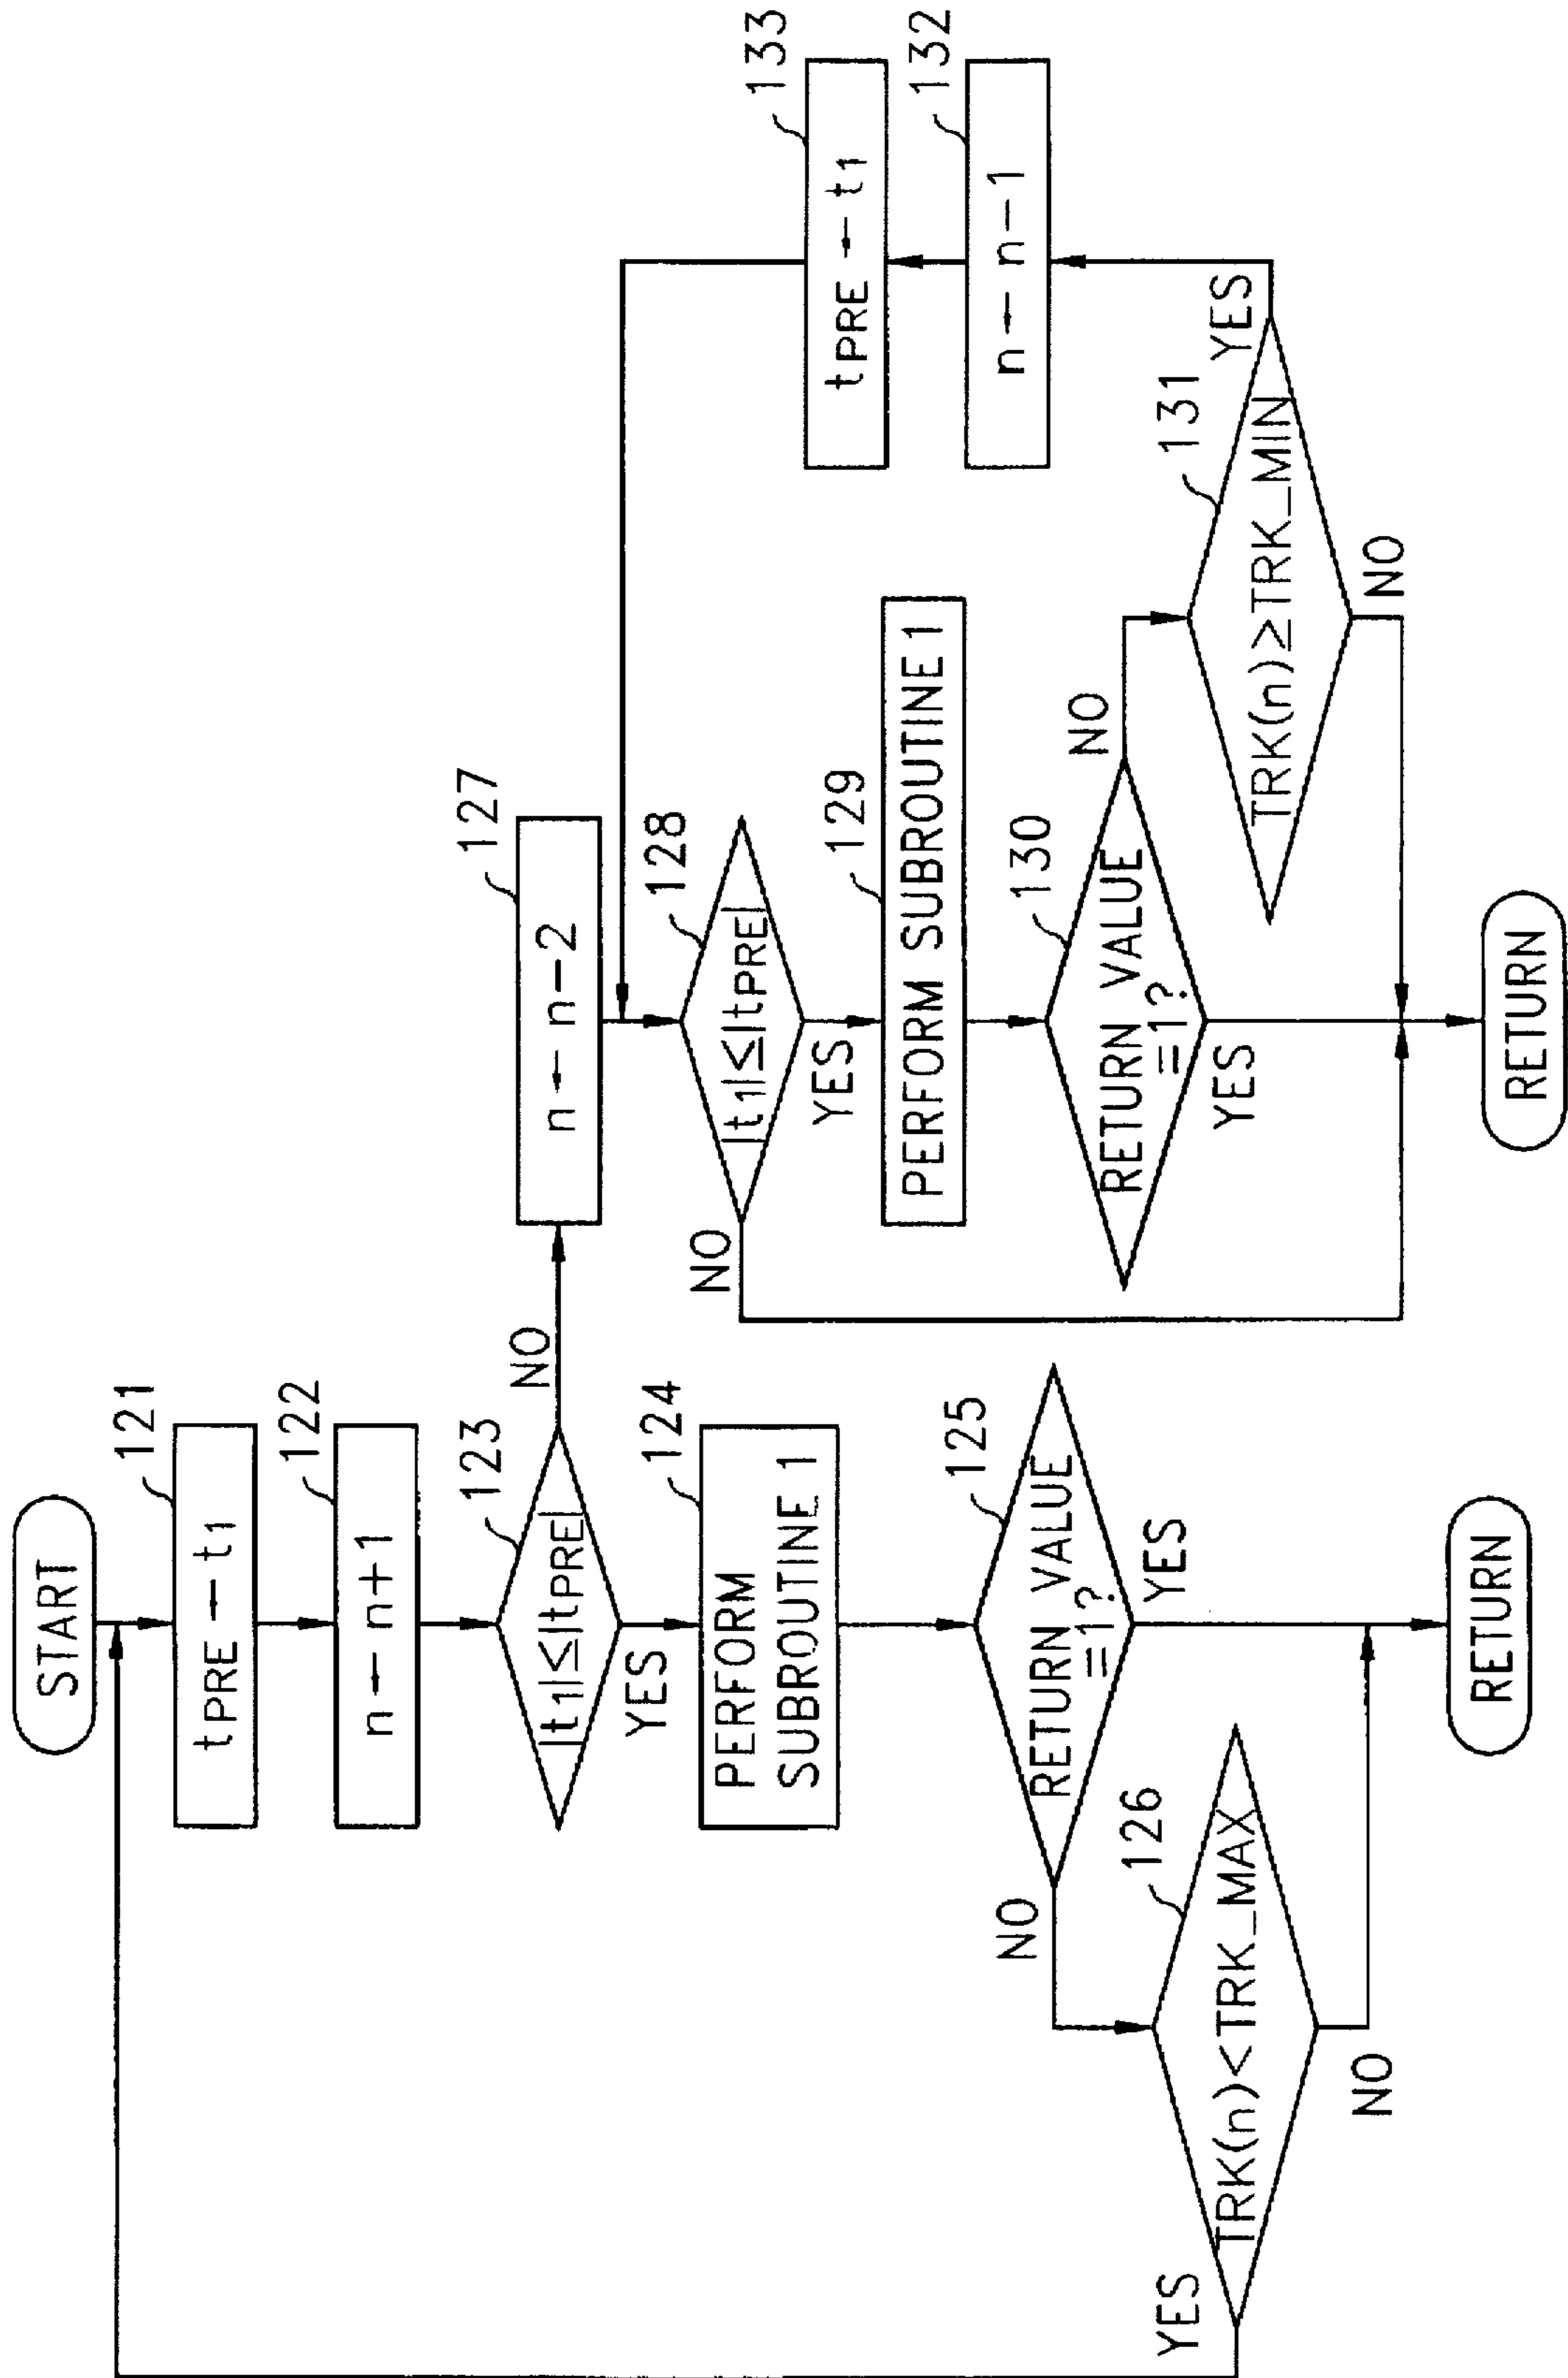 START
121
tPRE ← t1
122
n ← n+1
123
|t1|≤|tPRE|
NO
YES
124
PERFORM
SUBROUTINE 1
125
RETURN VALUE
=1?
NO
YES
126
TRK(n)<TRK_MAX
YES
NO
RETURN
127
n ← n-2
128
|t1|≤|tPRE|
NO
YES
129
PERFORM SUBROUTINE 1
130
RETURN VALUE
=1?
NO
YES
131
TRK(n)≥TRK_MIN
YES
NO
132
n ← n-1
133
tPRE ← t1
RETURN